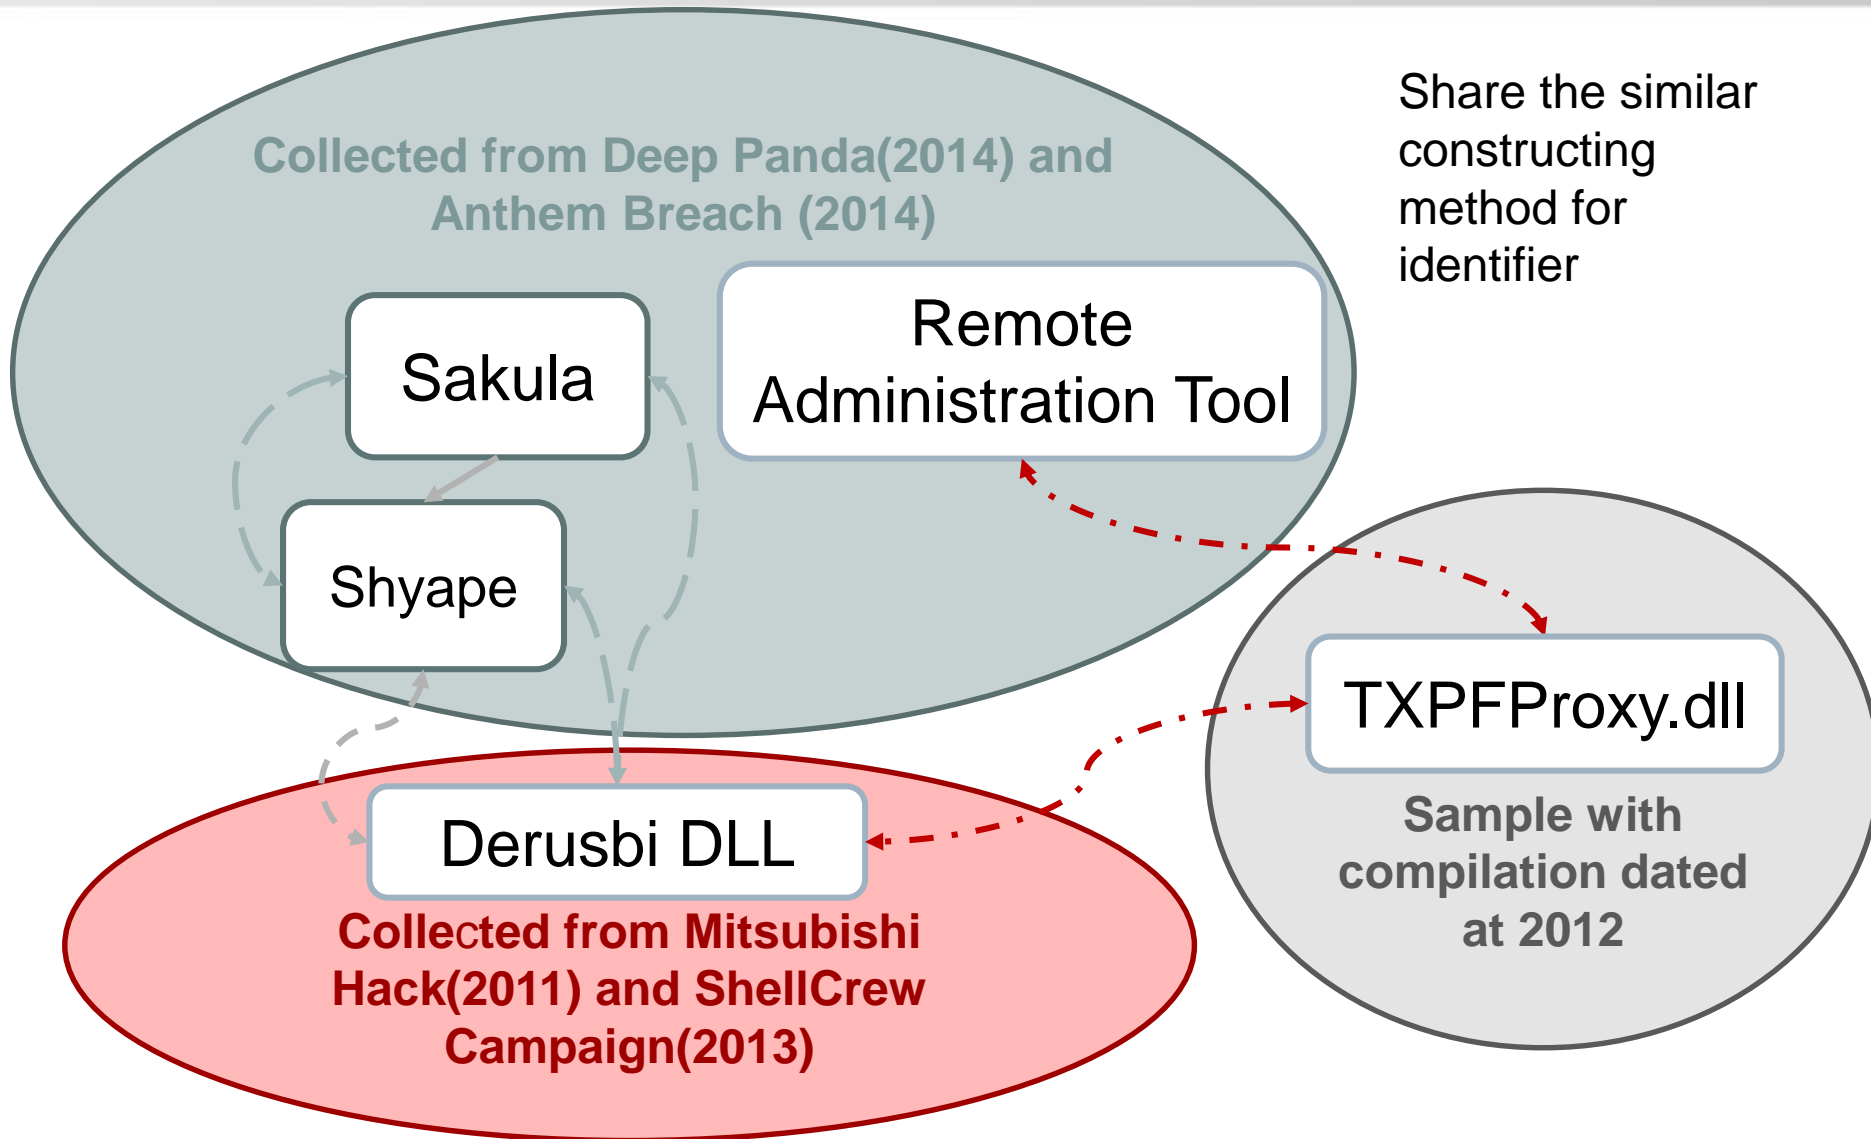 Collected from Deep Panda(2014) and
Anthem Breach (2014)
Share the similar
constructing
method for
identifier
Sakula
Remote
Administration Tool
Shyape
TXPFProxy.dll
Sample with
compilation dated
at 2012
Derusbi DLL
Collected from Mitsubishi
Hack(2011) and ShellCrew
Campaign(2013)